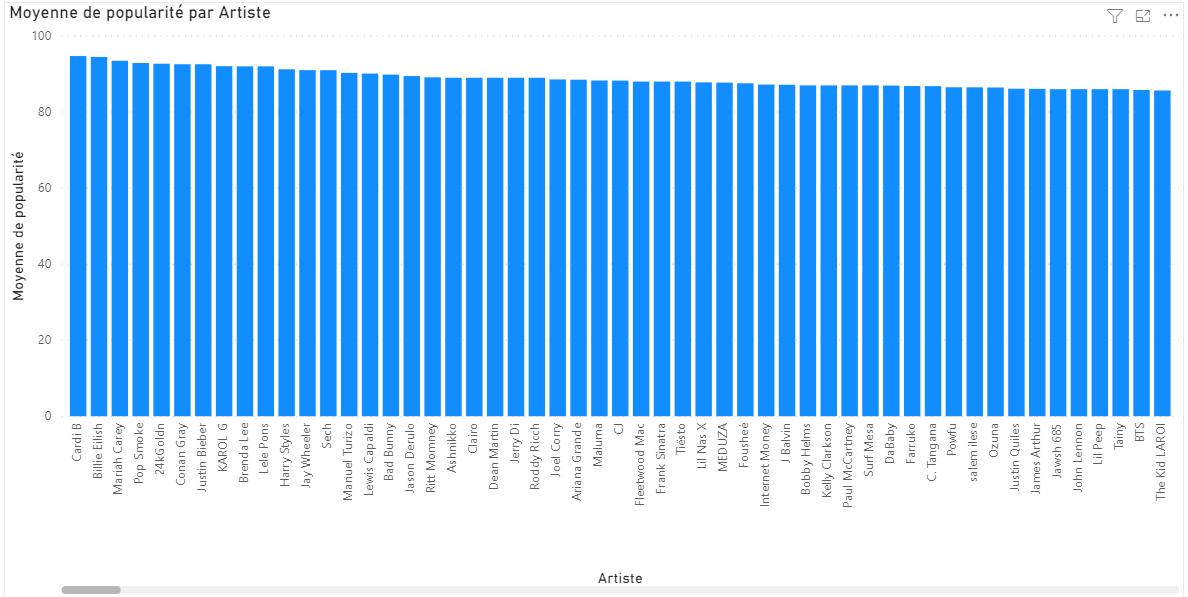 Moyenne de popularité par Artiste
100
80
60
40
20
0
Moyenne de popularité
Cardi B
Billie Eilish
Mariah Carey
Pop Smoke
24kGoldn
Conan Gray
Justin Bieber
KAROL G
Brenda Lee
Lele Pons
Harry Styles
Jay Wheeler
Sech
Manuel Turizo
Lewis Capaldi
Bad Bunny
Jason Derulo
Ritt Momney
Ashnikko
Clairo
Dean Martin
Jerry Di
Roddy Ricch
Joel Corry
Ariana Grande
Maluma
CJ
Fleetwood Mac
Frank Sinatra
Tiësto
Lil Nas X
MEDUZA
Fousheé
Internet Money
J Balvin
Bobby Helms
Kelly Clarkson
Paul McCartney
Surf Mesa
DaBaby
Farruko
C. Tangana
Powfu
salem ilese
Ozuna
Justin Quiles
James Arthur
Jawsh 685
John Lennon
Lil Peep
Tainy
BTS
The Kid LAROI
Artiste